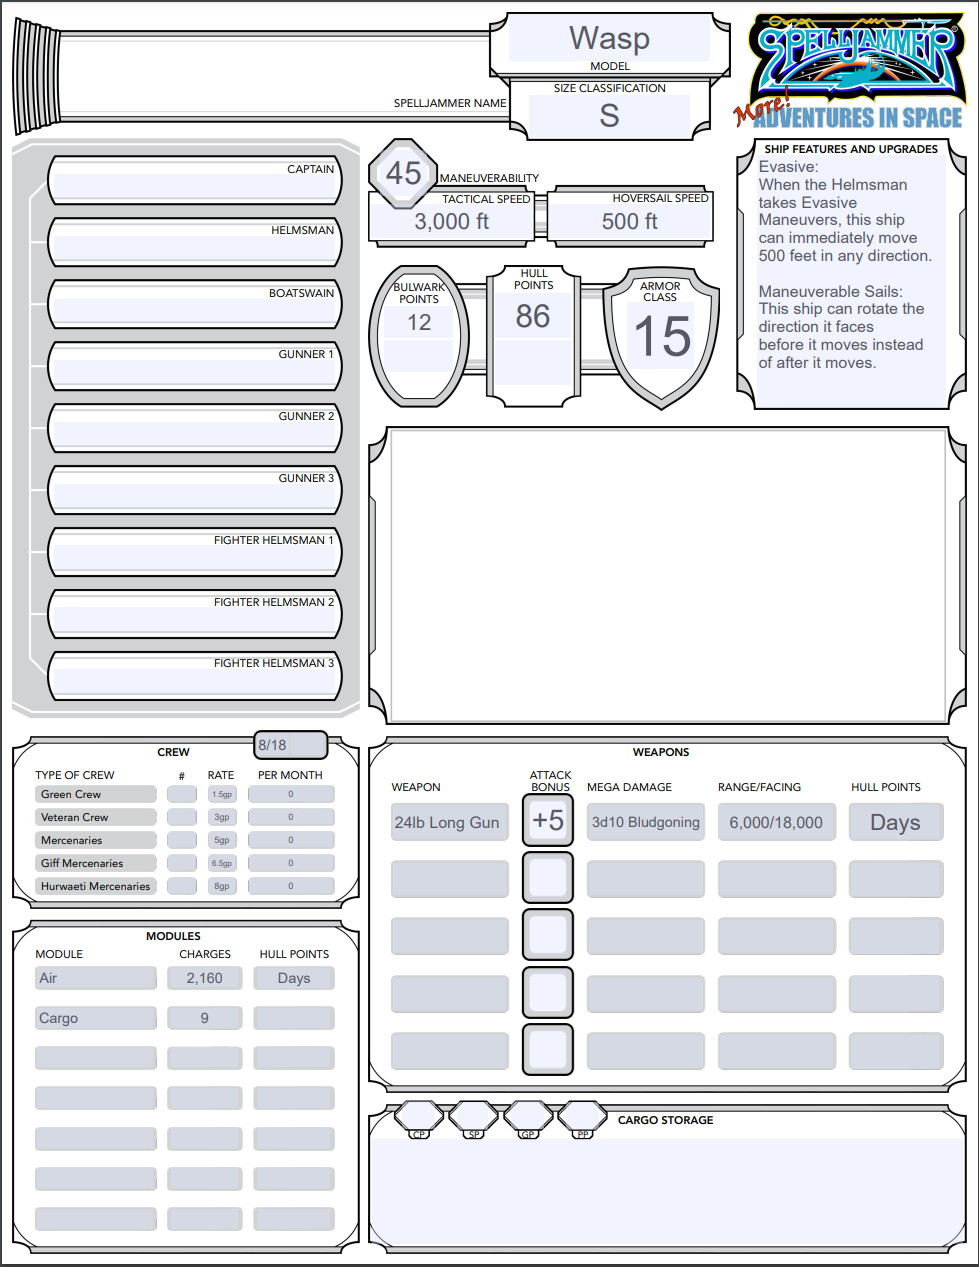 Wasp
MODEL
SPELLJAMMER NAME
SIZE CLASSIFICATION
S
SPELLJAMMER®
More!
ADVENTURES IN SPACE
CAPTAIN
HELMSMAN
BOATSWAIN
GUNNER 1
GUNNER 2
GUNNER 3
FIGHTER HELMSMAN 1
FIGHTER HELMSMAN 2
FIGHTER HELMSMAN 3
45
MANEUVERABILITY
TACTICAL SPEED
3,000 ft
HOVERSAIL SPEED
500 ft
BULWARK
POINTS
12
HULL
POINTS
86
ARMOR
CLASS
15
SHIP FEATURES AND UPGRADES
Evasive:
When the Helmsman
takes Evasive
Maneuvers, this ship
can immediately move
500 feet in any direction.
Maneuverable Sails:
This ship can rotate the
direction it faces
before it moves instead
of after it moves.
CREW
8/18
TYPE OF CREW # RATE PER MONTH
Green Crew 1.5gp 0
Veteran Crew 3gp 0
Mercenaries 5gp 0
Giff Mercenaries 6.5gp 0
Hurwaeti Mercenaries 8gp 0
MODULES
MODULE CHARGES HULL POINTS
Air 2,160 Days
Cargo 9
WEAPONS
WEAPON ATTACK BONUS MEGA DAMAGE RANGE/FACING HULL POINTS
24lb Long Gun +5 3d10 Bludgoning 6,000/18,000 Days
CP SP GP PP
CARGO STORAGE